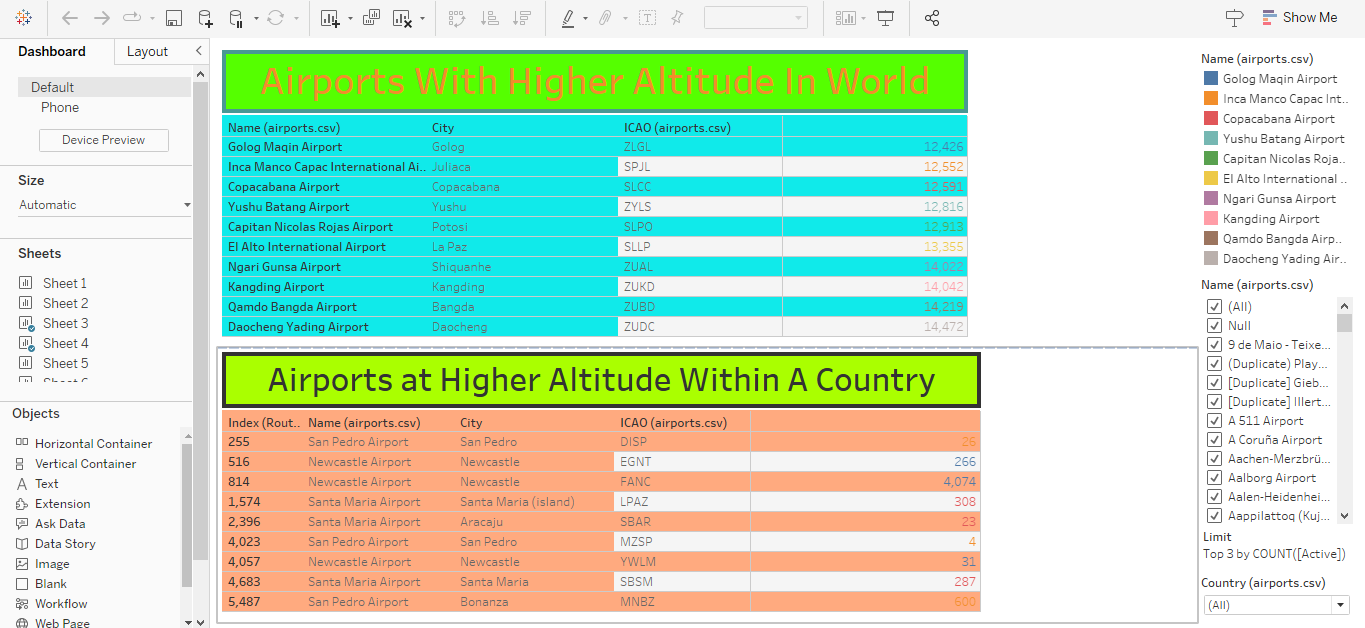 Show Me
Dashboard
Layout
Default
Phone
Device Preview
Size
Automatic
Sheets
Sheet 1
Sheet 2
Sheet 3
Sheet 4
Sheet 5
Objects
Horizontal Container
Vertical Container
Text
Extension
Ask Data
Data Story
Image
Blank
Workflow
Web Page
Airports With Higher Altitude In World
Name (airports.csv) City ICAO (airports.csv)
Golog Maqin Airport Golog ZLGL 12,426
Inca Manco Capac International Ai.. Juliaca SPJL 12,552
Copacabana Airport Copacabana SLCC 12,591
Yushu Batang Airport Yushu ZYLS 12,816
Capitan Nicolas Rojas Airport Potosi SLPO 12,913
El Alto International Airport La Paz SLLP 13,355
Ngari Gunsa Airport Shiquanhe ZUAL 14,022
Kangding Airport Kangding ZUKD 14,042
Qamdo Bangda Airport Bangda ZUBD 14,219
Daocheng Yading Airport Daocheng ZUDC 14,472
Airports at Higher Altitude Within A Country
Index (Rout.. Name (airports.csv) City ICAO (airports.csv)
255 San Pedro Airport San Pedro DISP 26
516 Newcastle Airport Newcastle EGNT 266
814 Newcastle Airport Newcastle FANC 4,074
1,574 Santa Maria Airport Santa Maria (island) LPAZ 308
2,396 Santa Maria Airport Aracaju SBAR 23
4,023 San Pedro Airport San Pedro MZSP 4
4,057 Newcastle Airport Newcastle YWLM 31
4,683 Santa Maria Airport Santa Maria SBSM 287
5,487 San Pedro Airport Bonanza MNBZ 600
Name (airports.csv)
Golog Maqin Airport
Inca Manco Capac Int..
Copacabana Airport
Yushu Batang Airport
Capitan Nicolas Roja..
El Alto International ..
Ngari Gunsa Airport
Kangding Airport
Qamdo Bangda Airp..
Daocheng Yading Air..
Name (airports.csv)
(All)
Null
9 de Maio - Teixe...
(Duplicate) Play...
[Duplicate] Gieb...
[Duplicate] Illert...
A 511 Airport
A Coruña Airport
Aachen-Merzbrü...
Aalborg Airport
Aalen-Heidenhei...
Aappilattoq (Kuj...
Limit
Top 3 by COUNT([Active])
Country (airports.csv)
(All)